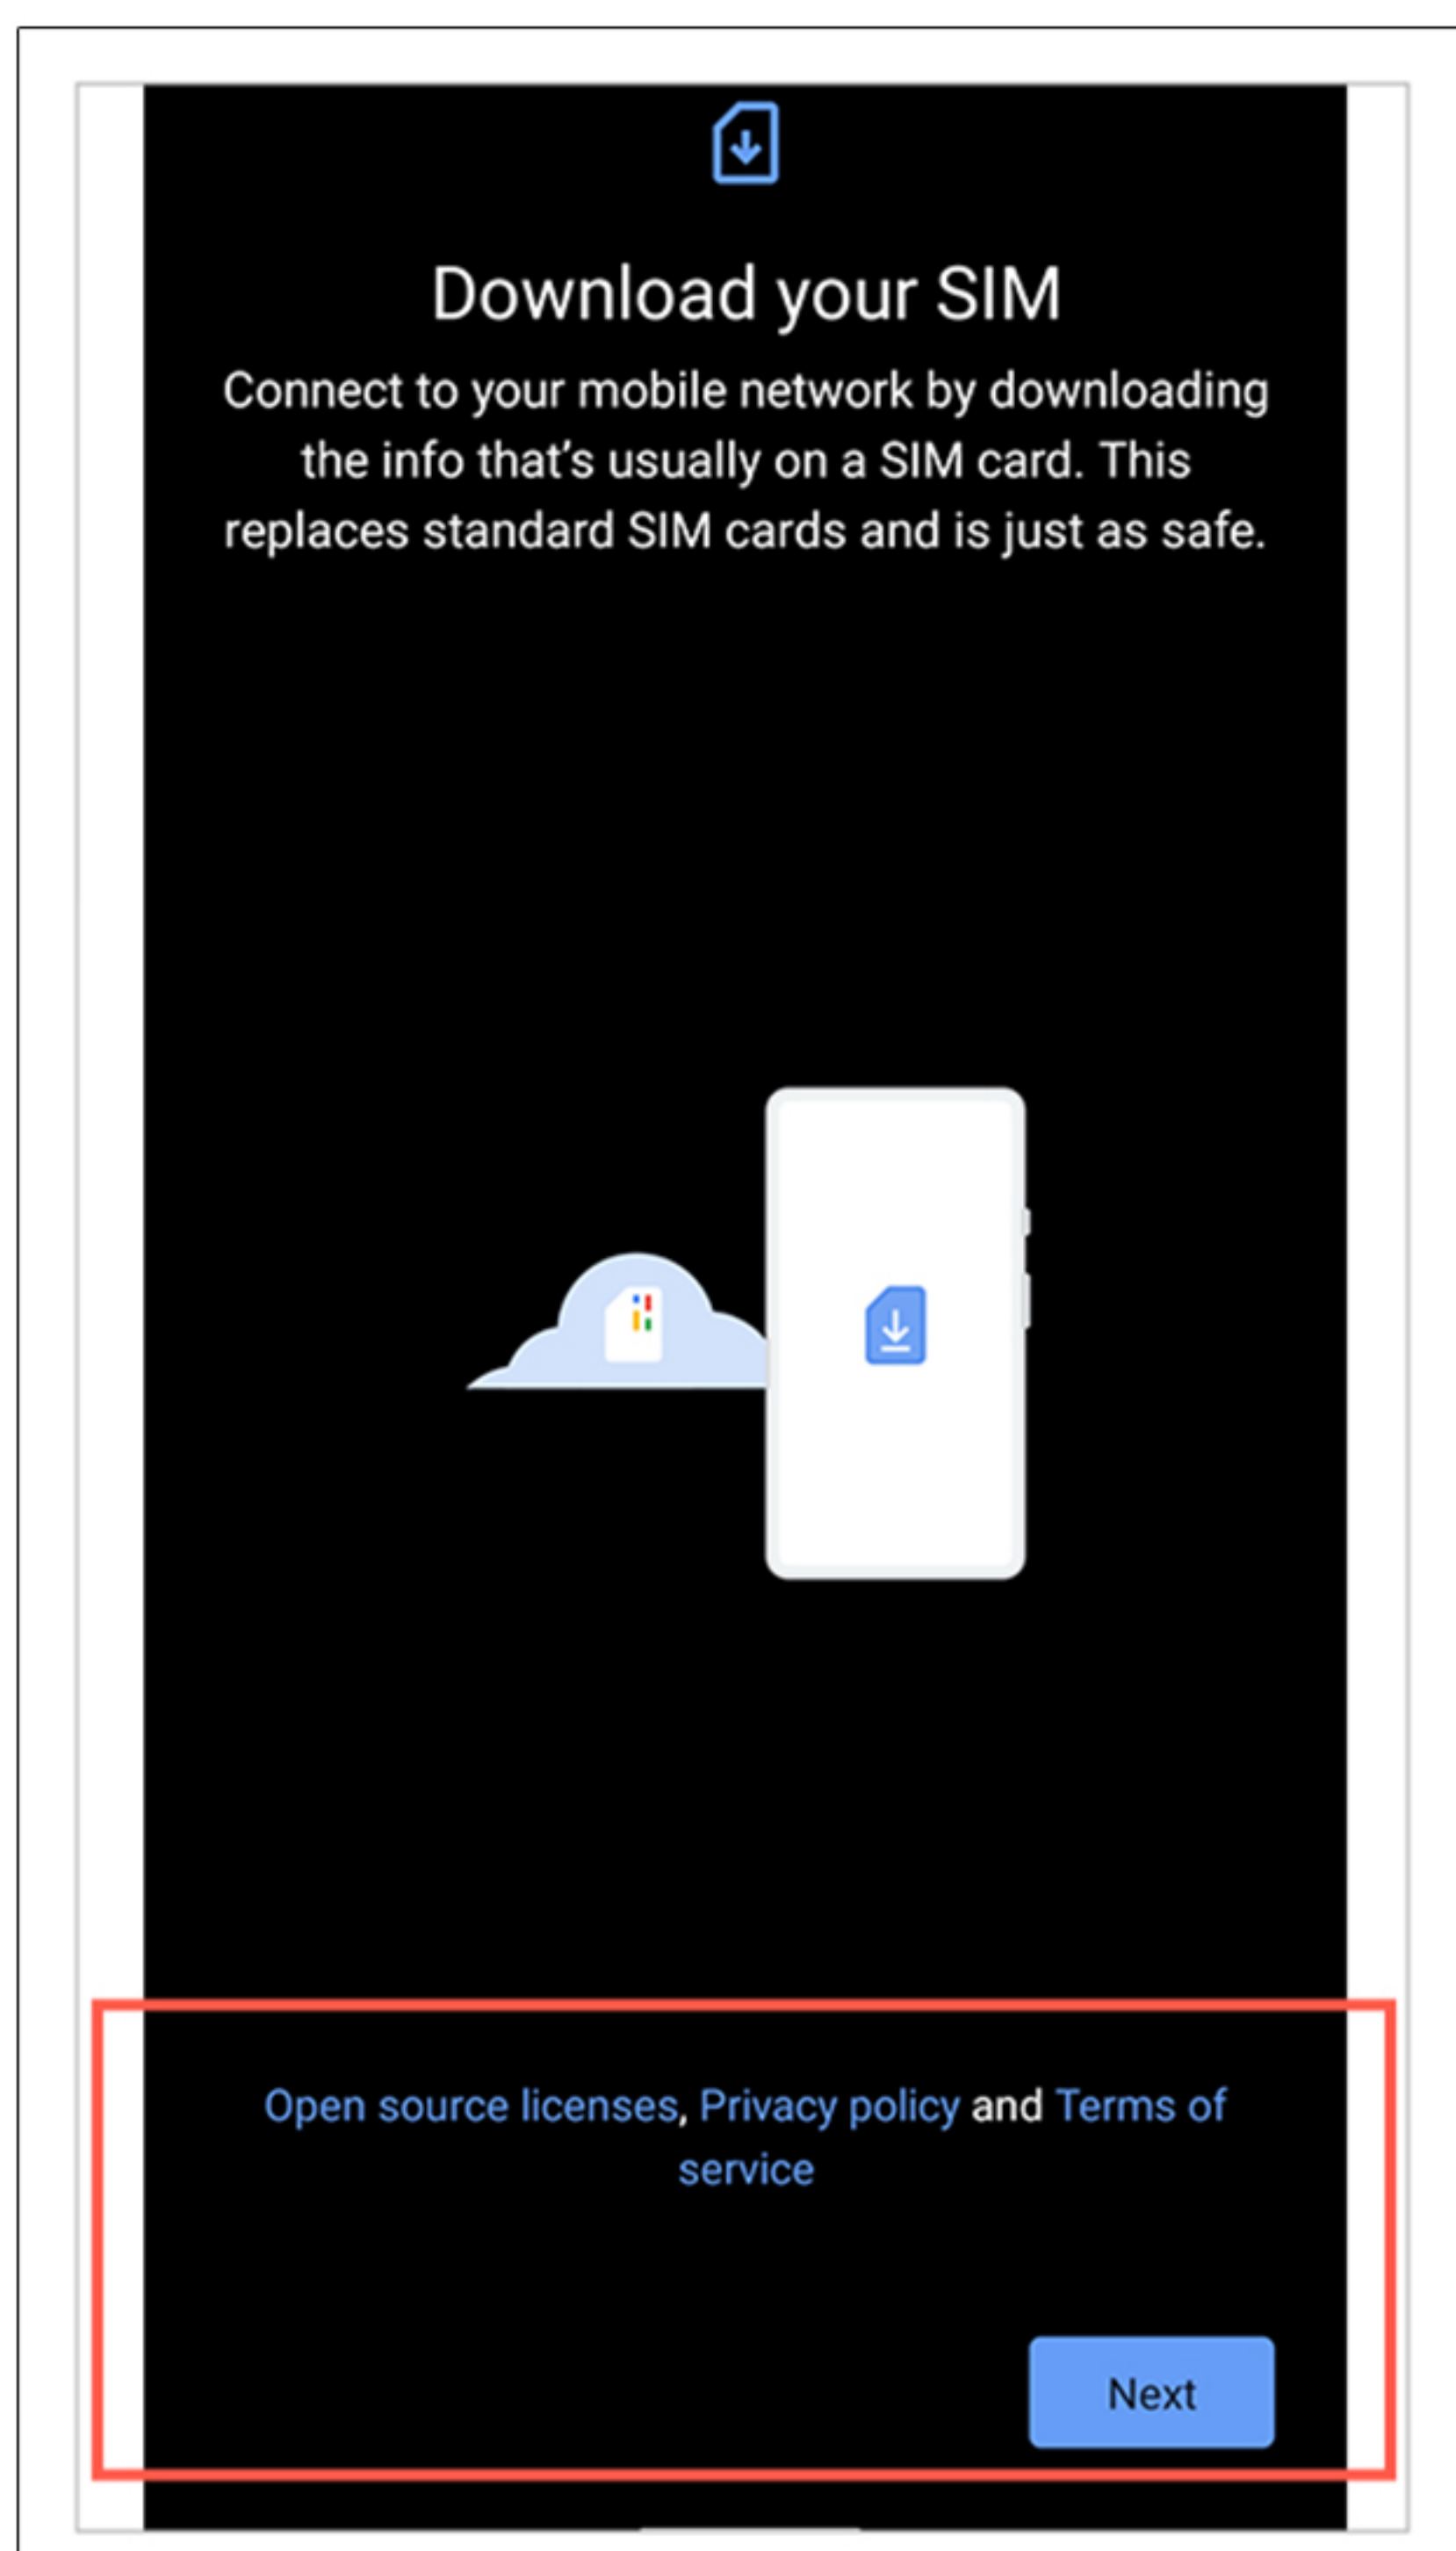 Download your SIM
Connect to your mobile network by downloading
the info that’s usually on a SIM card. This
replaces standard SIM cards and is just as safe.
Open source licenses, Privacy policy and Terms of
service
Next